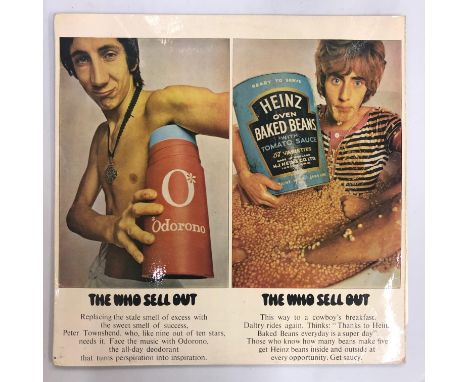 O*
Odorono
READY TO SERVE
HEINZ
OVEN
BAKED BEANS
WITH
TOMATO SAUCE
57 VARIETIES
THE WHO SELL OUT
Replacing the stale smell of excess with
the sweet smell of success,
Peter Townshend, who, like nine out of ten stars,
needs it. Face the music with Odorono,
the all-day deodorant
that turns perspiration into inspiration.
THE WHO SELL OUT
This way to a cowboy's breakfast.
Daltry rides again. Thinks: "Thanks to Heinz
Baked Beans everyday is a super day".
Those who know how many beans make five
get Heinz beans inside and outside at
every opportunity. Get saucy.